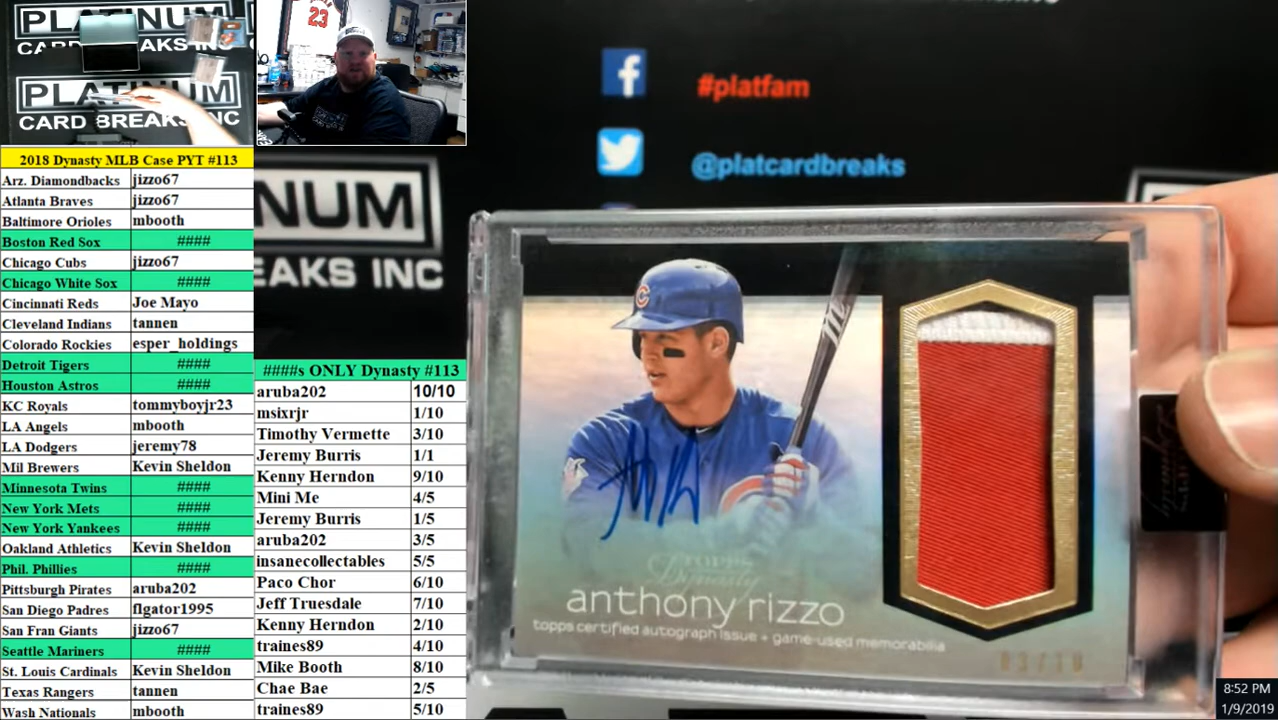 PLATINUM
CARD BREAKS INC
PLATINUM
CARD BREAKS INC
23
#platfam
@platcardbreaks
NUM
EAKS INC
2018 Dynasty MLB Case PYT #113
Arz. Diamondbacks jizzo67
Atlanta Braves jizzo67
Baltimore Orioles mbooth
Boston Red Sox ####
Chicago Cubs jizzo67
Chicago White Sox ####
Cincinnati Reds Joe Mayo
Cleveland Indians tannen
Colorado Rockies esper_holdings
Detroit Tigers ####
Houston Astros ####
KC Royals tommyboyjr23
LA Angels mbooth
LA Dodgers jeremy78
Mil Brewers Kevin Sheldon
Minnesota Twins ####
New York Mets ####
New York Yankees ####
Oakland Athletics Kevin Sheldon
Phil. Phillies ####
Pittsburgh Pirates aruba202
San Diego Padres flgator1995
San Fran Giants jizzo67
Seattle Mariners ####
St. Louis Cardinals Kevin Sheldon
Texas Rangers tannen
Wash Nationals mbooth
####s ONLY Dynasty #113
aruba202 10/10
msixrjr 1/10
Timothy Vermette 3/10
Jeremy Burris 1/1
Kenny Herndon 9/10
Mini Me 4/5
Jeremy Burris 1/5
aruba202 3/5
insanecollectables 5/5
Paco Chor 6/10
Jeff Truesdale 7/10
Kenny Herndon 2/10
traines89 4/10
Mike Booth 8/10
Chae Bae 2/5
traines89 5/10
C
TOPPS
Dynasty
anthony rizzo
topps certified autograph issue • game-used memorabilia
03/10
8:52 PM
1/9/2019